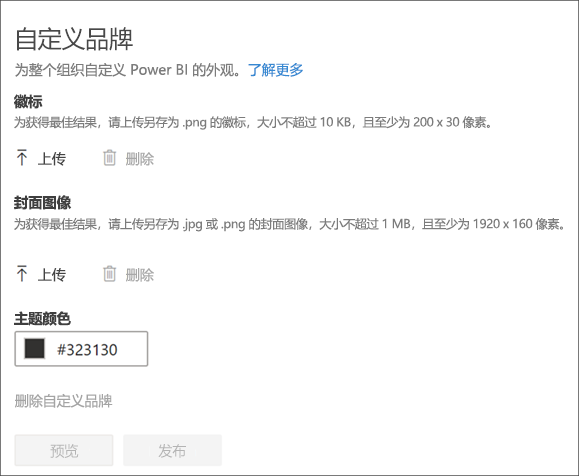 自定义品牌
为整个组织自定义 Power BI 的外观。了解更多
徽标
为获得最佳结果，请上传另存为 .png 的徽标，大小不超过 10 KB，且至少为 200 x 30 像素。
上传 删除
封面图像
为获得最佳结果，请上传另存为 .jpg 或 .png 的封面图像，大小不超过 1 MB，且至少为 1920 x 160 像素。
上传 删除
主题颜色
#323130
删除自定义品牌
预览 发布